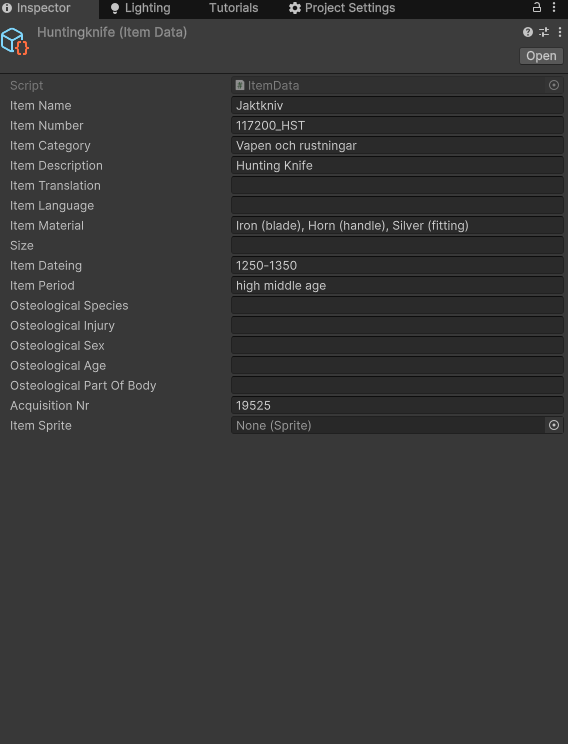 Inspector Lighting Tutorials Project Settings
Huntingknife (Item Data)
Open
Script ItemData
Item Name Jaktkniv
Item Number 117200_HST
Item Category Vapen och rustningar
Item Description Hunting Knife
Item Translation
Item Language
Item Material Iron (blade), Horn (handle), Silver (fitting)
Size
Item Dateing 1250-1350
Item Period high middle age
Osteological Species
Osteological Injury
Osteological Sex
Osteological Age
Osteological Part Of Body
Acquisition Nr 19525
Item Sprite None (Sprite)